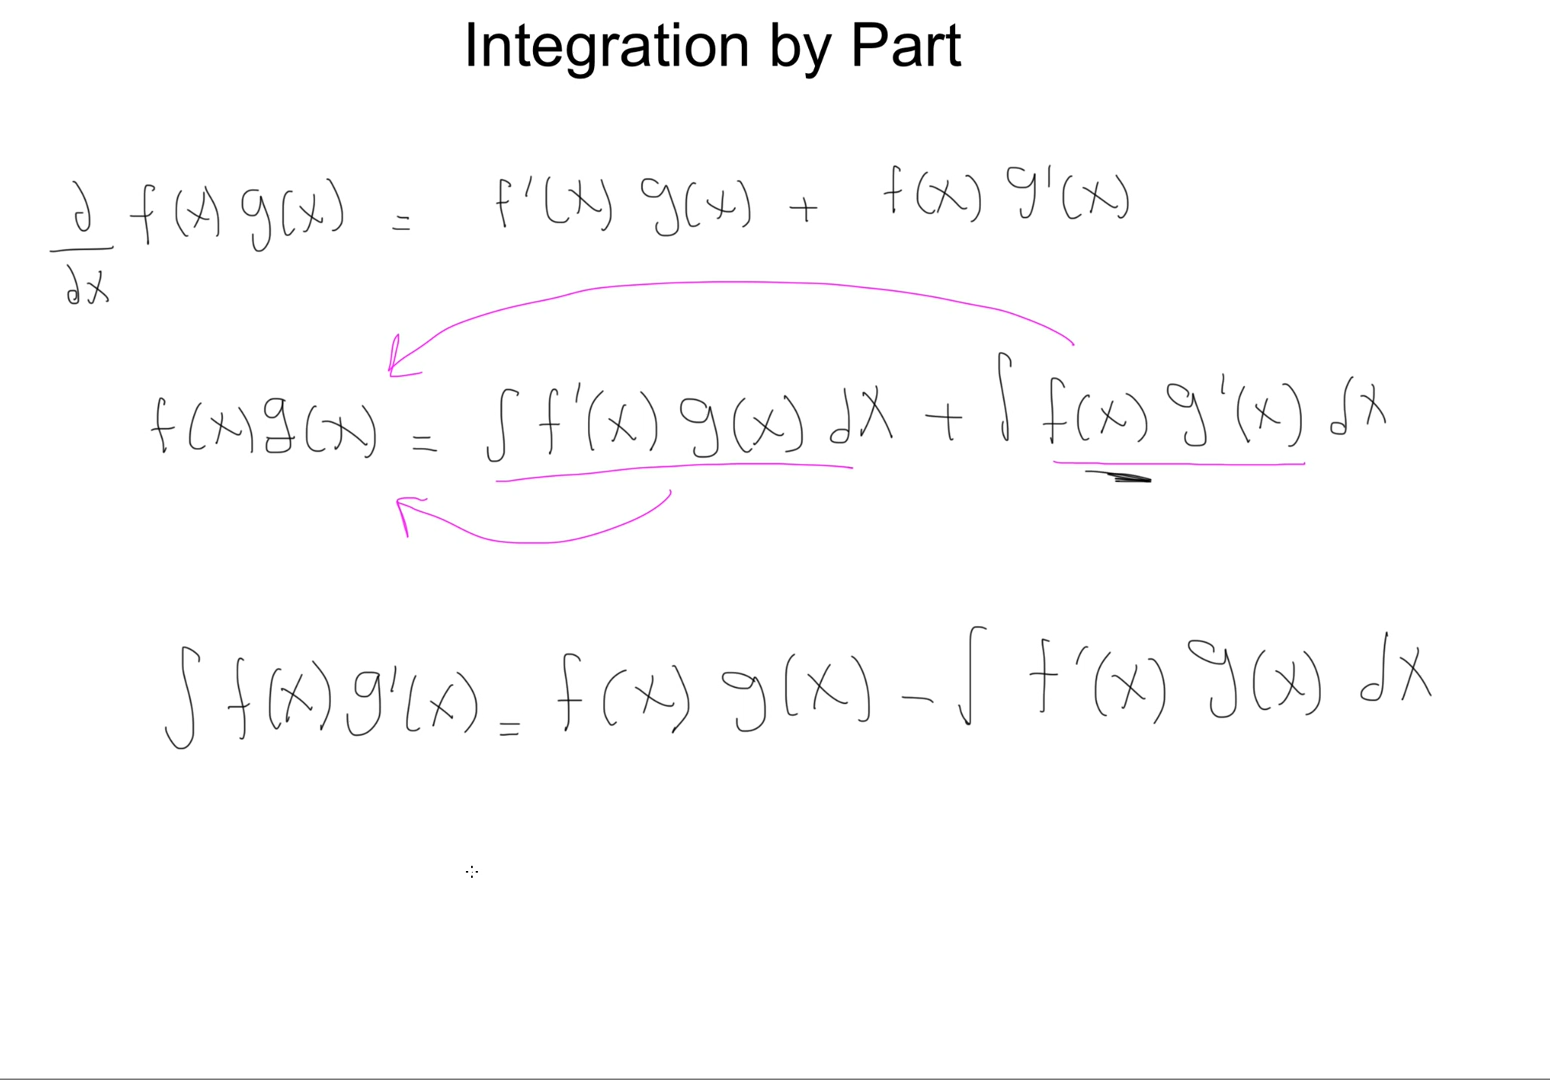 Integration by Part
∂/∂x f(x) g(x) = f'(x) g(x) + f(x) g'(x)
f(x)g(x) = ∫ f'(x) g(x) dx + ∫ f(x) g'(x) dx
∫ f(x) g'(x) = f(x) g(x) - ∫ f'(x) g(x) dx